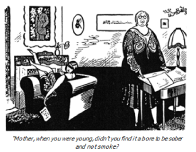 "Mother, when you were young, didn't you find it a bore to be sober
and not smoke?